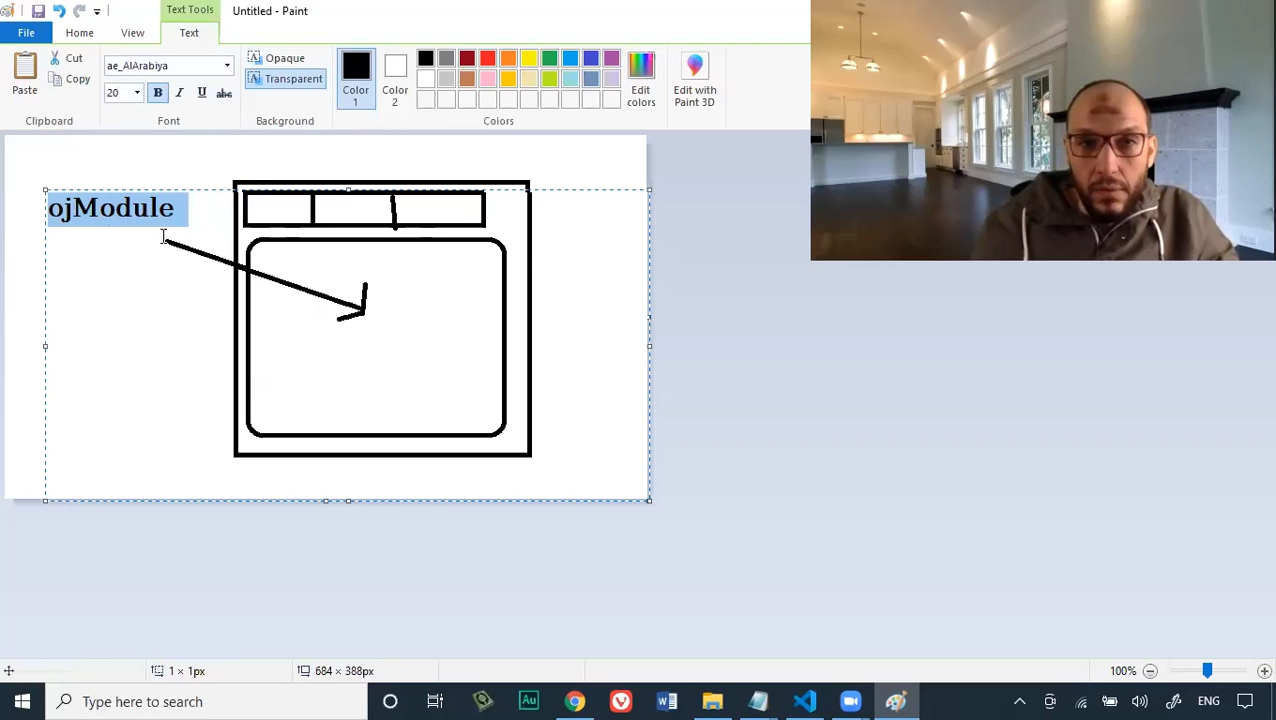 Text Tools
Untitled - Paint
File
Home
View
Text
Paste
Cut
Copy
Clipboard
ae_AlArabiya
20
B
I
U
abc
Font
Opaque
Transparent
Background
Color 1
Color 2
Colors
Edit colors
Edit with Paint 3D
ojModule
1 × 1px
684 × 388px
100%
Type here to search
Au
ENG